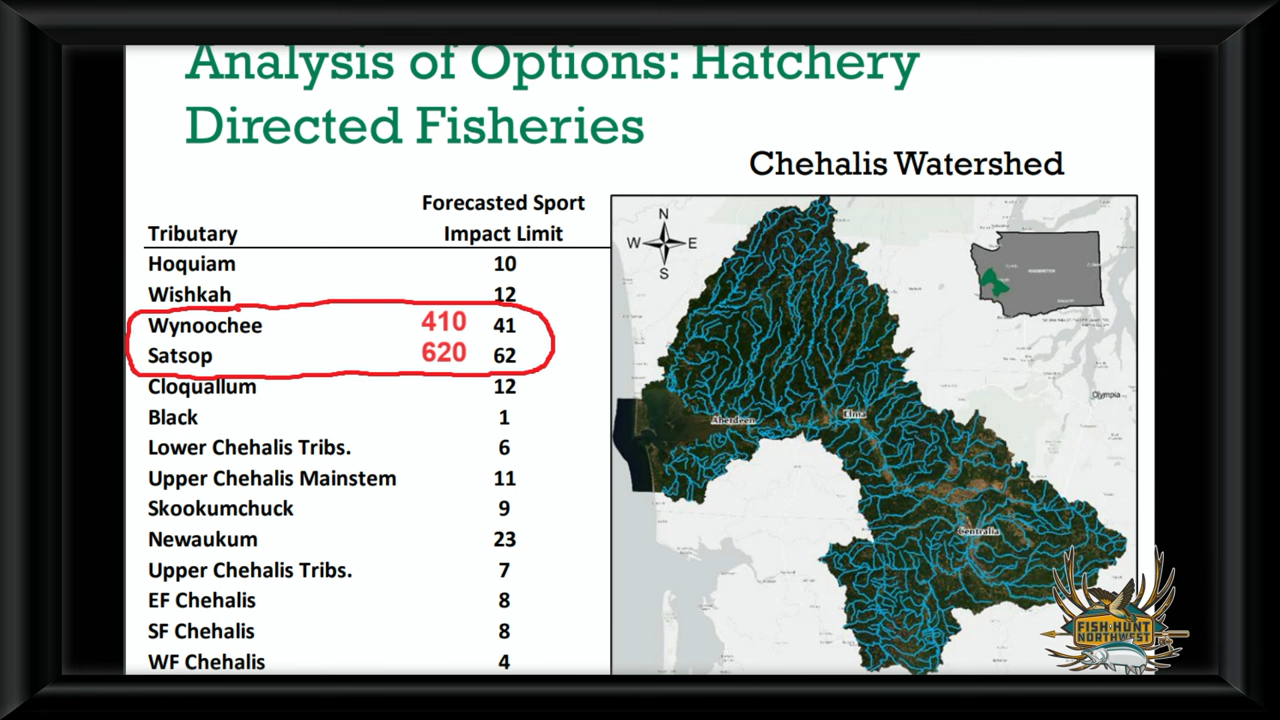 Analysis of Options: Hatchery
Directed Fisheries
Chehalis Watershed
Forecasted Sport
Tributary Impact Limit
Hoquiam 10
Wishkah 12
Wynoochee 410 41
Satsop 620 62
Cloquallum 12
Black 1
Lower Chehalis Tribs. 6
Upper Chehalis Mainstem 11
Skookumchuck 9
Newaukum 23
Upper Chehalis Tribs. 7
EF Chehalis 8
SF Chehalis 8
WF Chehalis 4
N
W E
S
WASHINGTON
Olympia
Aberdeen
Elma
Centralia
FISH HUNT
NORTHWEST